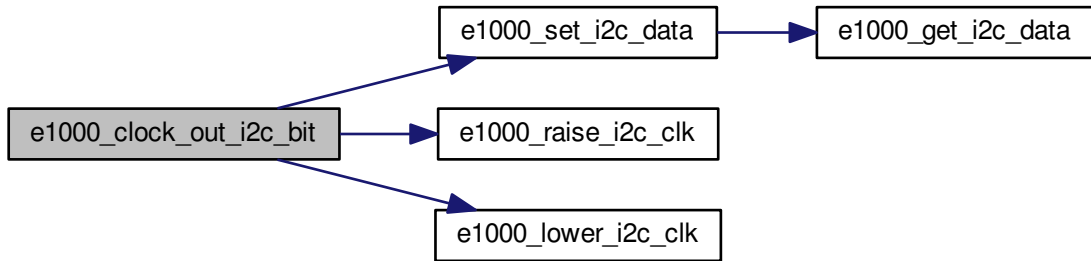 e1000_set_i2c_data
e1000_get_i2c_data
e1000_clock_out_i2c_bit
e1000_raise_i2c_clk
e1000_lower_i2c_clk